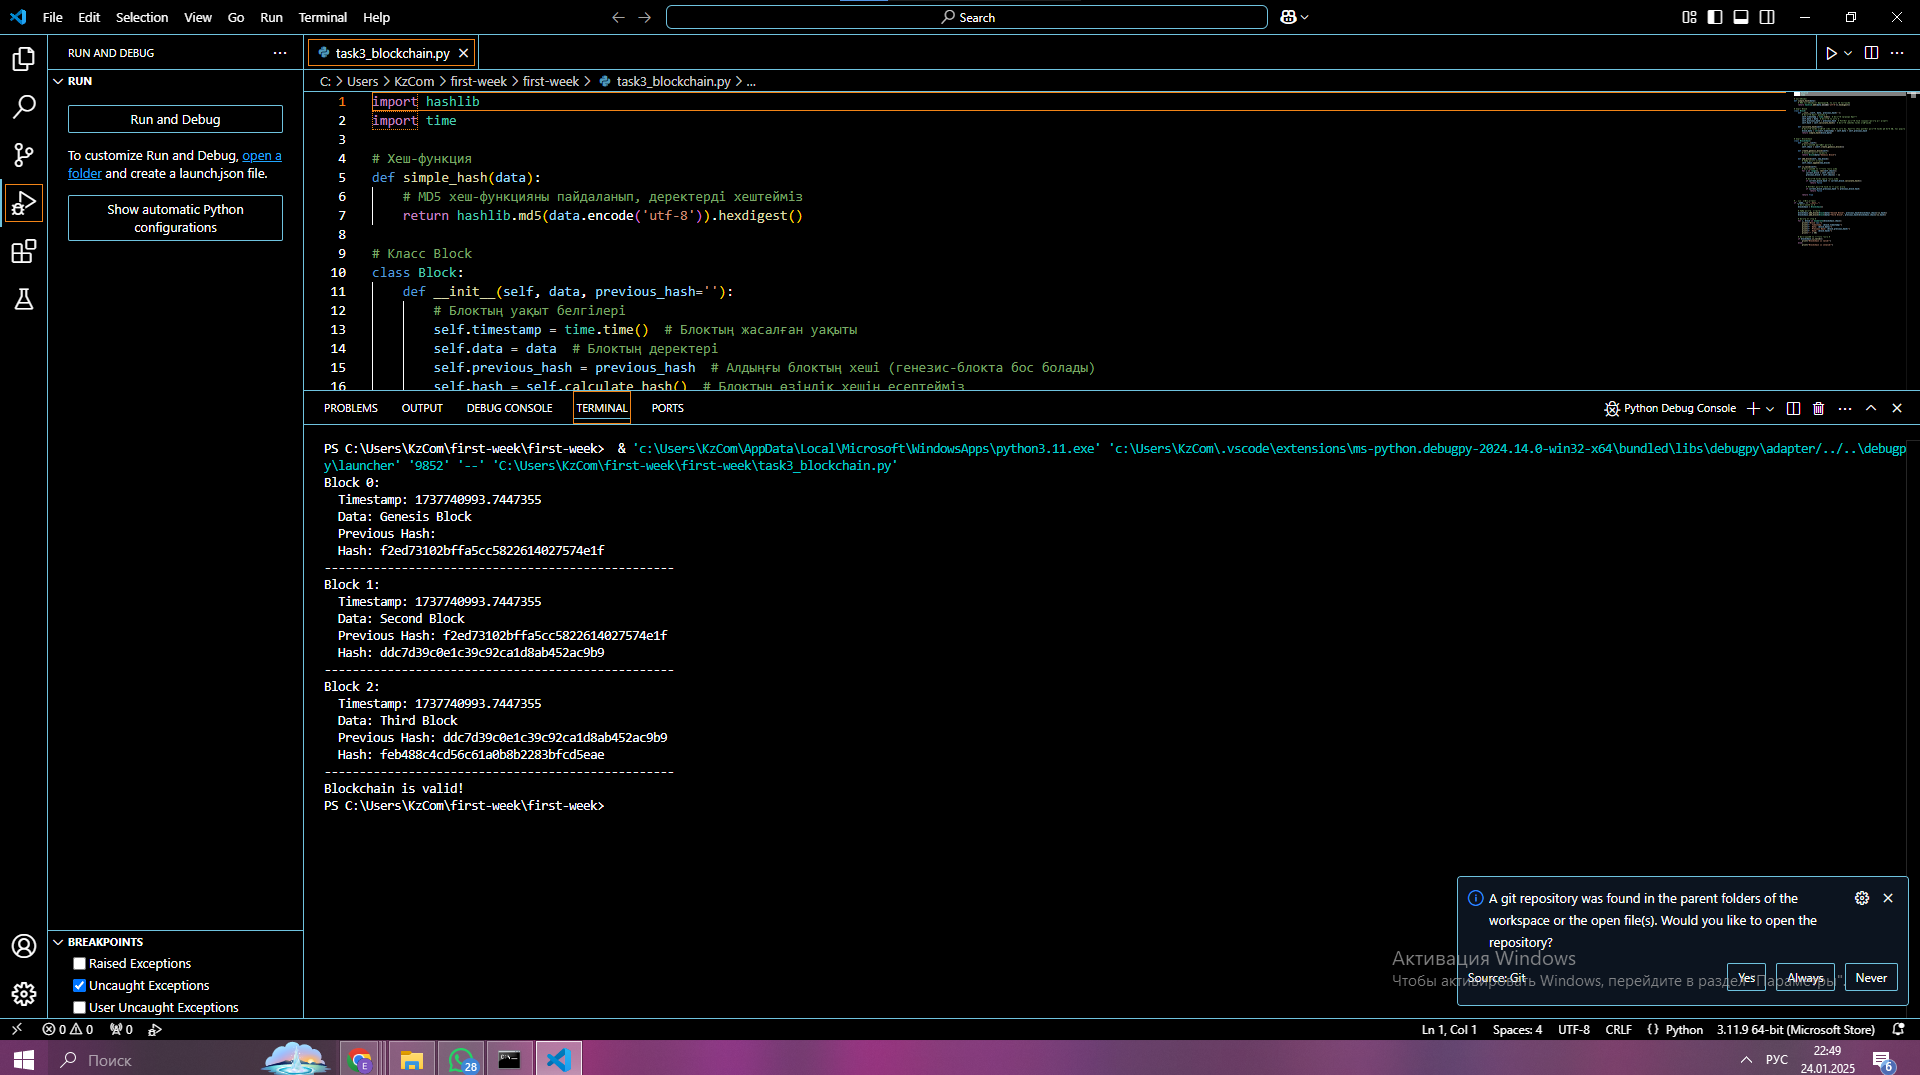 File Edit Selection View Go Run Terminal Help
Search
RUN AND DEBUG
RUN
Run and Debug
To customize Run and Debug, open a
folder and create a launch.json file.
Show automatic Python
configurations
task3_blockchain.py
C: > Users > KzCom > first-week > first-week > task3_blockchain.py > ...
1 import hashlib
2 import time
3
4 # Хеш-функция
5 def simple_hash(data):
6 # MD5 хеш-функцияны пайдаланып, деректерді хештейміз
7 return hashlib.md5(data.encode('utf-8')).hexdigest()
8
9 # Класс Block
10 class Block:
11 def __init__(self, data, previous_hash=''):
12 # Блоктың уақыт белгілері
13 self.timestamp = time.time() # Блоктың жасалған уақыты
14 self.data = data # Блоктың деректері
15 self.previous_hash = previous_hash # Алдыңғы блоктың хеші (генезис-блокта бос болады)
16 self.hash = self.calculate_hash() # Блоктың өзіндік хешін есептейміз
PROBLEMS OUTPUT DEBUG CONSOLE TERMINAL PORTS
Python Debug Console
PS C:\Users\KzCom\first-week\first-week> & 'c:\Users\KzCom\AppData\Local\Microsoft\WindowsApps\python3.11.exe' 'c:\Users\KzCom\.vscode\extensions\ms-python.debugpy-2024.14.0-win32-x64\bundled\libs\debugpy\adapter/../..\debugp
y\launcher' '9852' '--' 'C:\Users\KzCom\first-week\first-week\task3_blockchain.py'
Block 0:
Timestamp: 1737740993.7447355
Data: Genesis Block
Previous Hash:
Hash: f2ed73102bffa5cc5822614027574e1f
--------------------------------------------------
Block 1:
Timestamp: 1737740993.7447355
Data: Second Block
Previous Hash: f2ed73102bffa5cc5822614027574e1f
Hash: ddc7d39c0e1c39c92ca1d8ab452ac9b9
--------------------------------------------------
Block 2:
Timestamp: 1737740993.7447355
Data: Third Block
Previous Hash: ddc7d39c0e1c39c92ca1d8ab452ac9b9
Hash: feb488c4cd56c61a0b8b2283bfcd5eae
--------------------------------------------------
Blockchain is valid!
PS C:\Users\KzCom\first-week\first-week>
BREAKPOINTS
Raised Exceptions
Uncaught Exceptions
User Uncaught Exceptions
A git repository was found in the parent folders of the
workspace or the open file(s). Would you like to open the
repository?
Source: Git
Yes Always Never
Активация Windows
Чтобы активировать Windows, перейдите в раздел "Параметры".
0 0 0
Ln 1, Col 1 Spaces: 4 UTF-8 CRLF {} Python 3.11.9 64-bit (Microsoft Store)
Поиск
E
28
РУС
22:49
24.01.2025
6